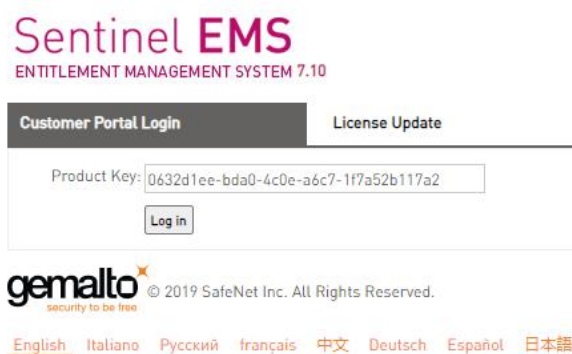 Sentinel EMS
ENTITLEMENT MANAGEMENT SYSTEM 7.10
Customer Portal Login License Update
Product Key: 0632d1ee-bda0-4c0e-a6c7-1f7a52b117a2
Log in
gemalto © 2019 SafeNet Inc. All Rights Reserved.
security to be free
English Italiano Русский français 中文 Deutsch Español 日本語